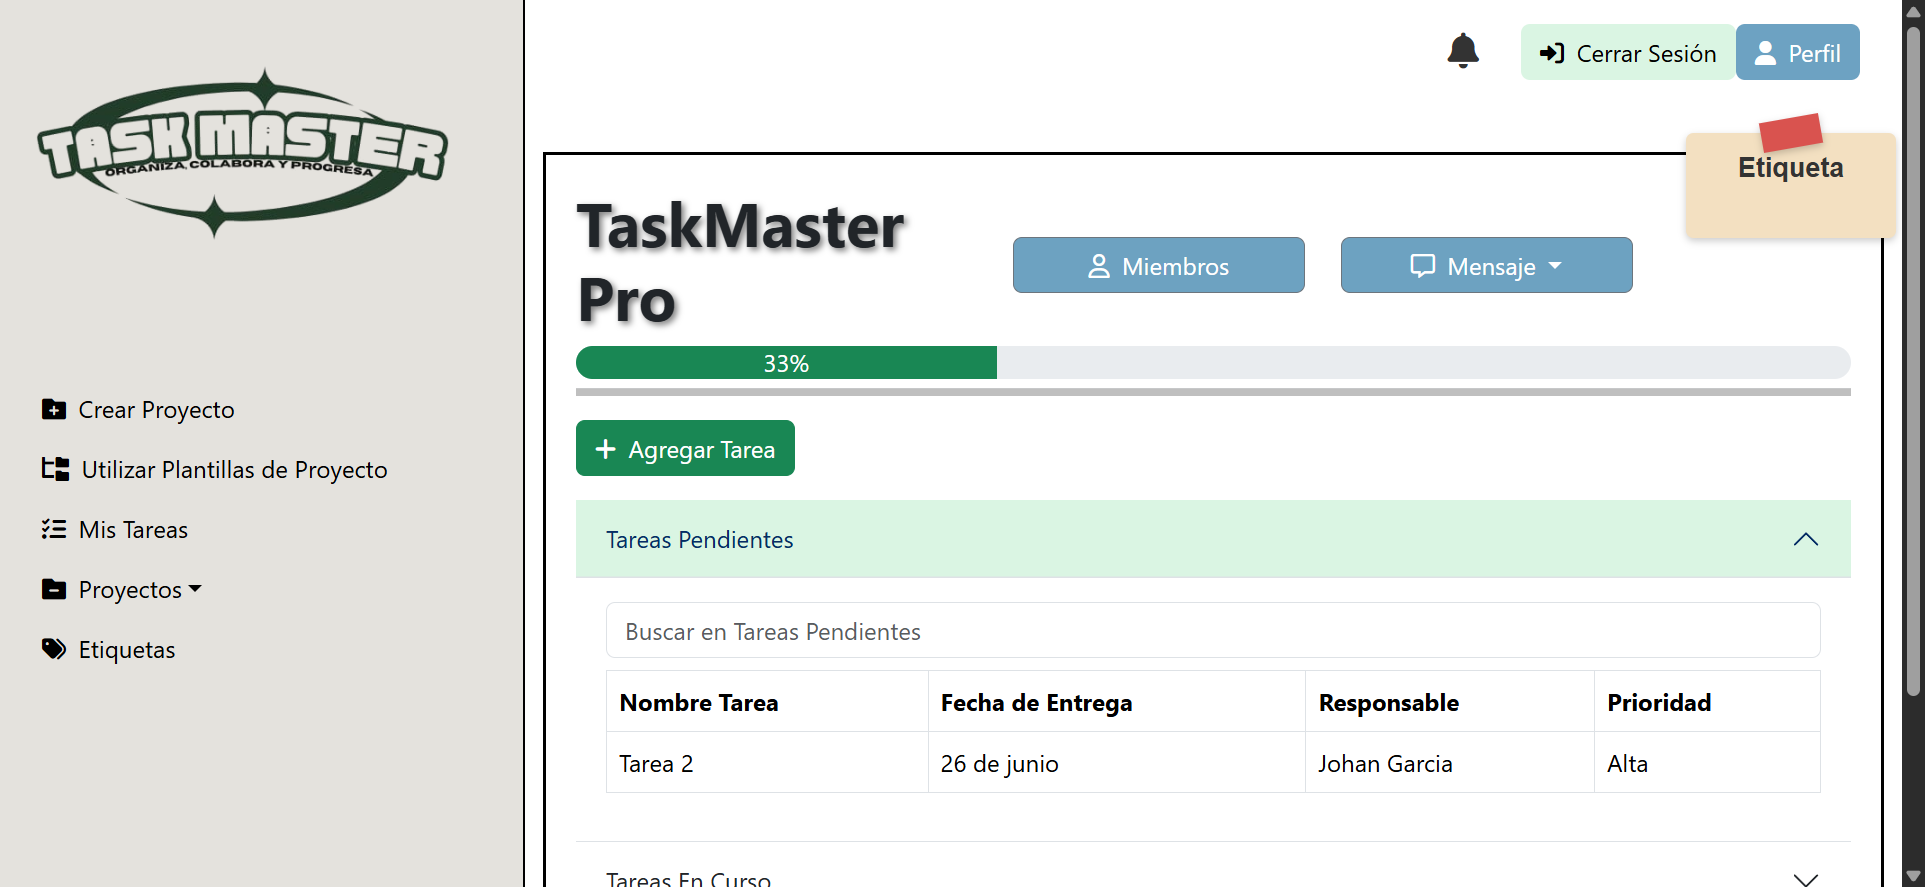 TASK MASTER
ORGANIZA, COLABORA Y PROGRESA
Crear Proyecto
Utilizar Plantillas de Proyecto
Mis Tareas
Proyectos
Etiquetas
Cerrar Sesión
Perfil
Etiqueta
TaskMaster
Pro
Miembros
Mensaje
33%
Agregar Tarea
Tareas Pendientes
Buscar en Tareas Pendientes
Nombre Tarea Fecha de Entrega Responsable Prioridad
Tarea 2 26 de junio Johan Garcia Alta
Tareas En Curso